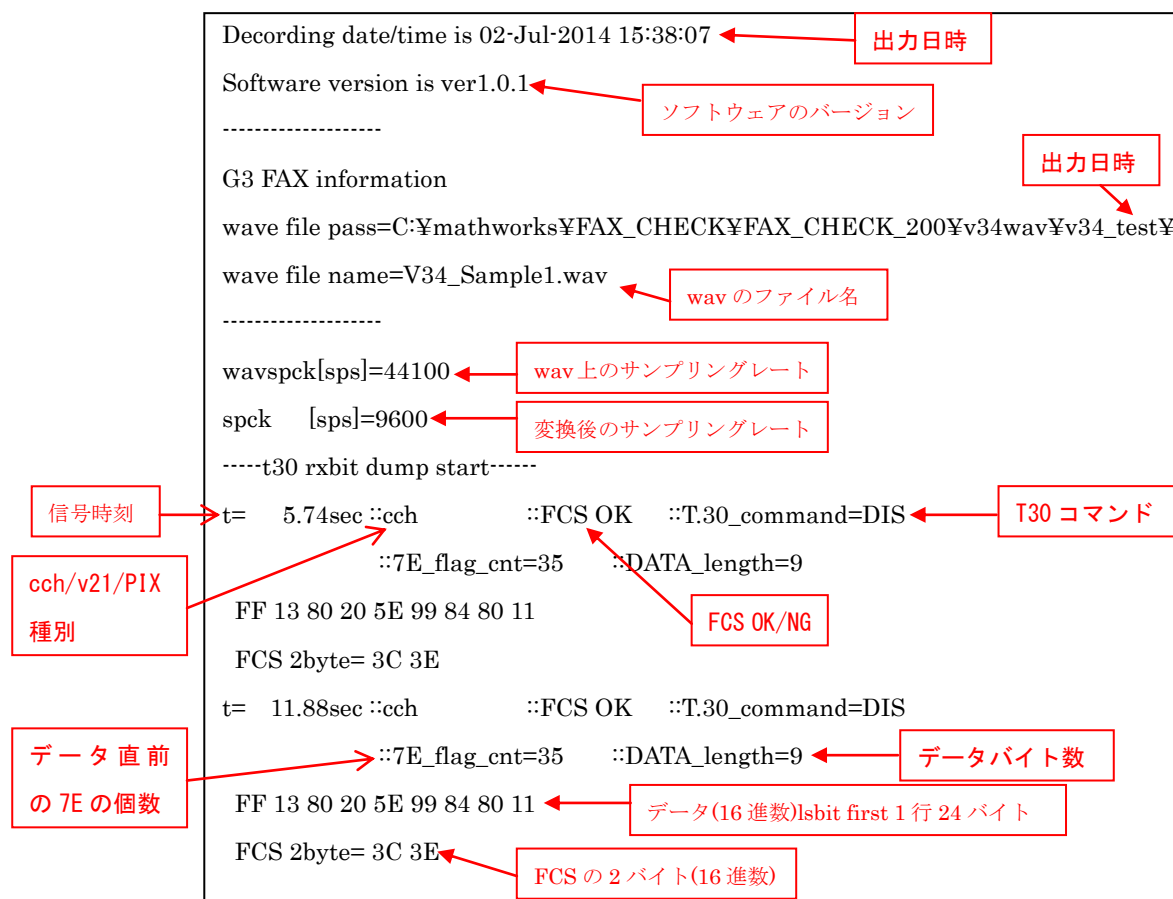 Decording date/time is 02-Jul-2014 15:38:07
出力日時
Software version is ver1.0.1
ソフトウェアのバージョン
--------------------
出力日時
G3 FAX information
wave file pass=C:¥mathworks¥FAX_CHECK¥FAX_CHECK_200¥v34wav¥v34_test¥
wave file name=V34_Sample1.wav
wav のファイル名
--------------------
wavspck[sps]=44100
wav 上のサンプリングレート
spck [sps]=9600
変換後のサンプリングレート
-----t30 rxbit dump start------
信号時刻
t= 5.74sec ::cch ::FCS OK ::T.30_command=DIS
T30 コマンド
::7E_flag_cnt=35 ::DATA_length=9
cch/v21/PIX
種別
FF 13 80 20 5E 99 84 80 11
FCS OK/NG
FCS 2byte= 3C 3E
t= 11.88sec ::cch ::FCS OK ::T.30_command=DIS
データ直前
の 7E の個数
::7E_flag_cnt=35 ::DATA_length=9
データバイト数
FF 13 80 20 5E 99 84 80 11
データ(16 進数)lsbit first 1 行 24 バイト
FCS 2byte= 3C 3E
FCS の 2 バイト(16 進数)